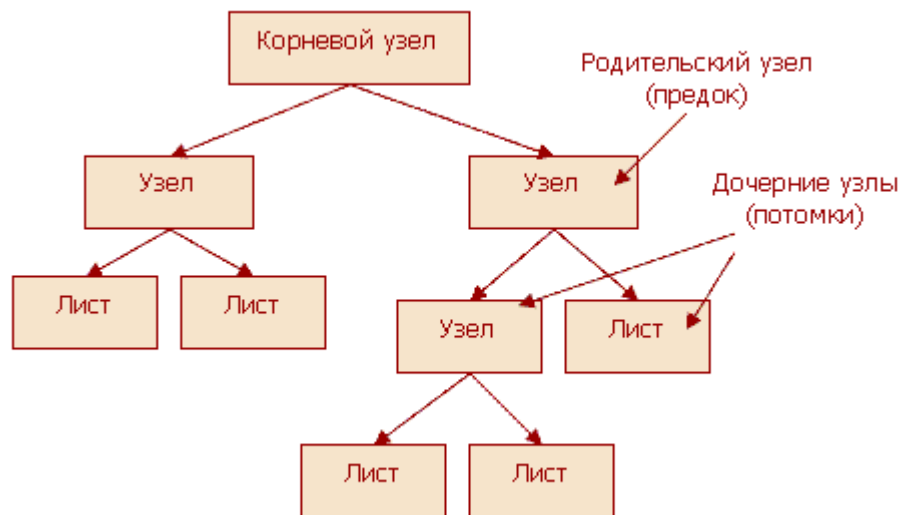 Корневой узел
Родительский узел
(предок)
Узел
Узел
Дочерние узлы
(потомки)
Лист
Лист
Узел
Лист
Лист
Лист